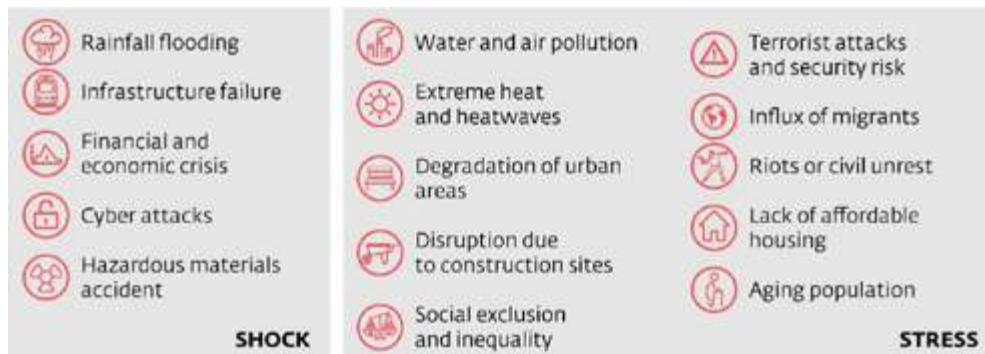 Rainfall flooding
Infrastructure failure
Financial and
economic crisis
Cyber attacks
Hazardous materials
accident
SHOCK
Water and air pollution
Extreme heat
and heatwaves
Degradation of urban
areas
Disruption due
to construction sites
Social exclusion
and inequality
Terrorist attacks
and security risk
Influx of migrants
Riots or civil unrest
Lack of affordable
housing
Aging population
STRESS